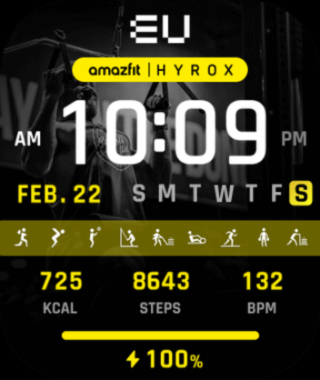 EU
amazfit | HYROX
AM 10:09 PM
FEB. 22 S M T W T F S
725 8643 132
KCAL STEPS BPM
100%